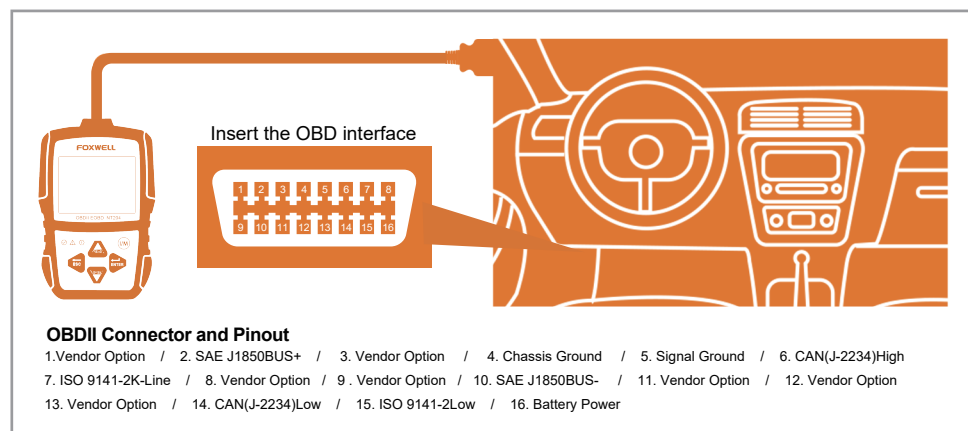 FOXWELL
Insert the OBD interface
1 2 3 4 5 6 7 8
9 10 11 12 13 14 15 16
I/M
ESC
ENTER
OBDII Connector and Pinout
1.Vendor Option / 2. SAE J1850BUS+ / 3. Vendor Option / 4. Chassis Ground / 5. Signal Ground / 6. CAN(J-2234)High
7. ISO 9141-2K-Line / 8. Vendor Option / 9 . Vendor Option / 10. SAE J1850BUS- / 11. Vendor Option / 12. Vendor Option
13. Vendor Option / 14. CAN(J-2234)Low / 15. ISO 9141-2Low / 16. Battery Power